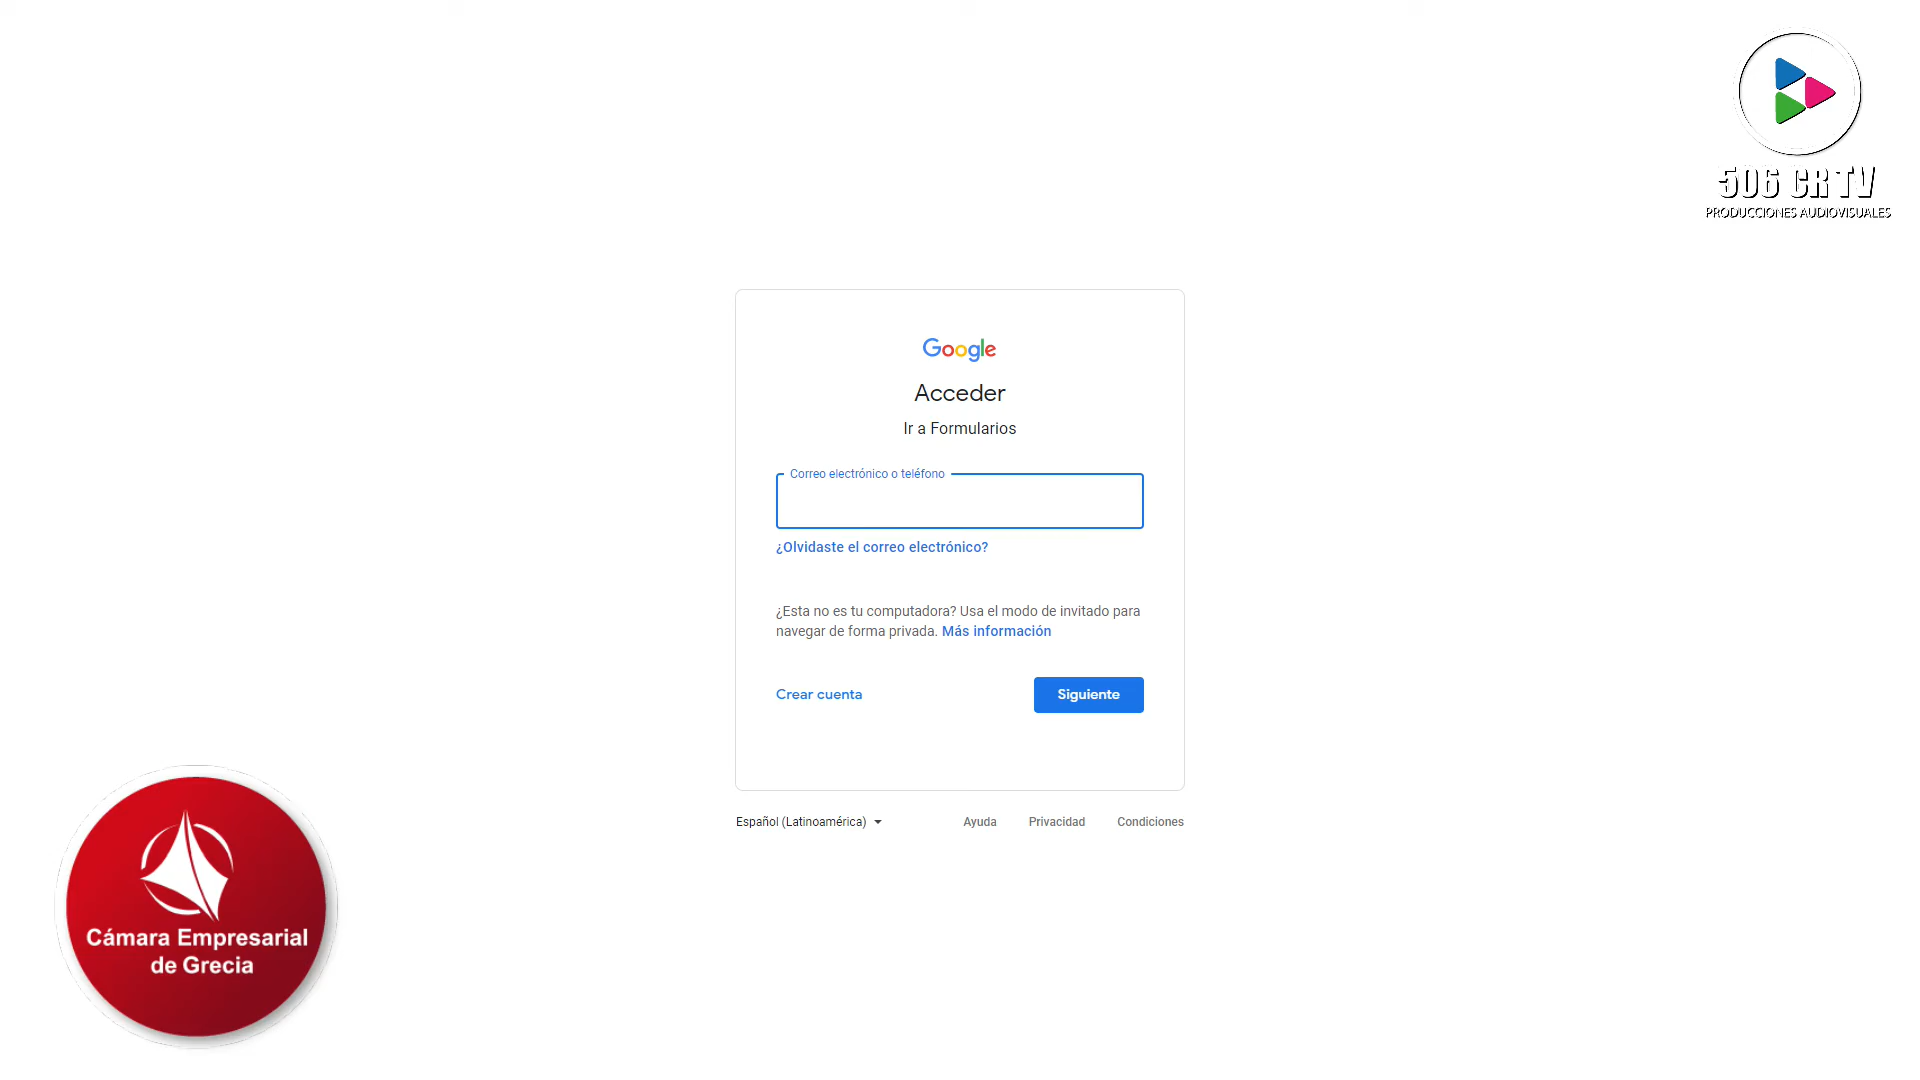 506 CR TV
PRODUCCIONES AUDIOVISUALES
Google
Acceder
Ir a Formularios
Correo electrónico o teléfono
¿Olvidaste el correo electrónico?
¿Esta no es tu computadora? Usa el modo de invitado para
navegar de forma privada. Más información
Crear cuenta
Siguiente
Español (Latinoamérica)
Ayuda
Privacidad
Condiciones
Cámara Empresarial
de Grecia